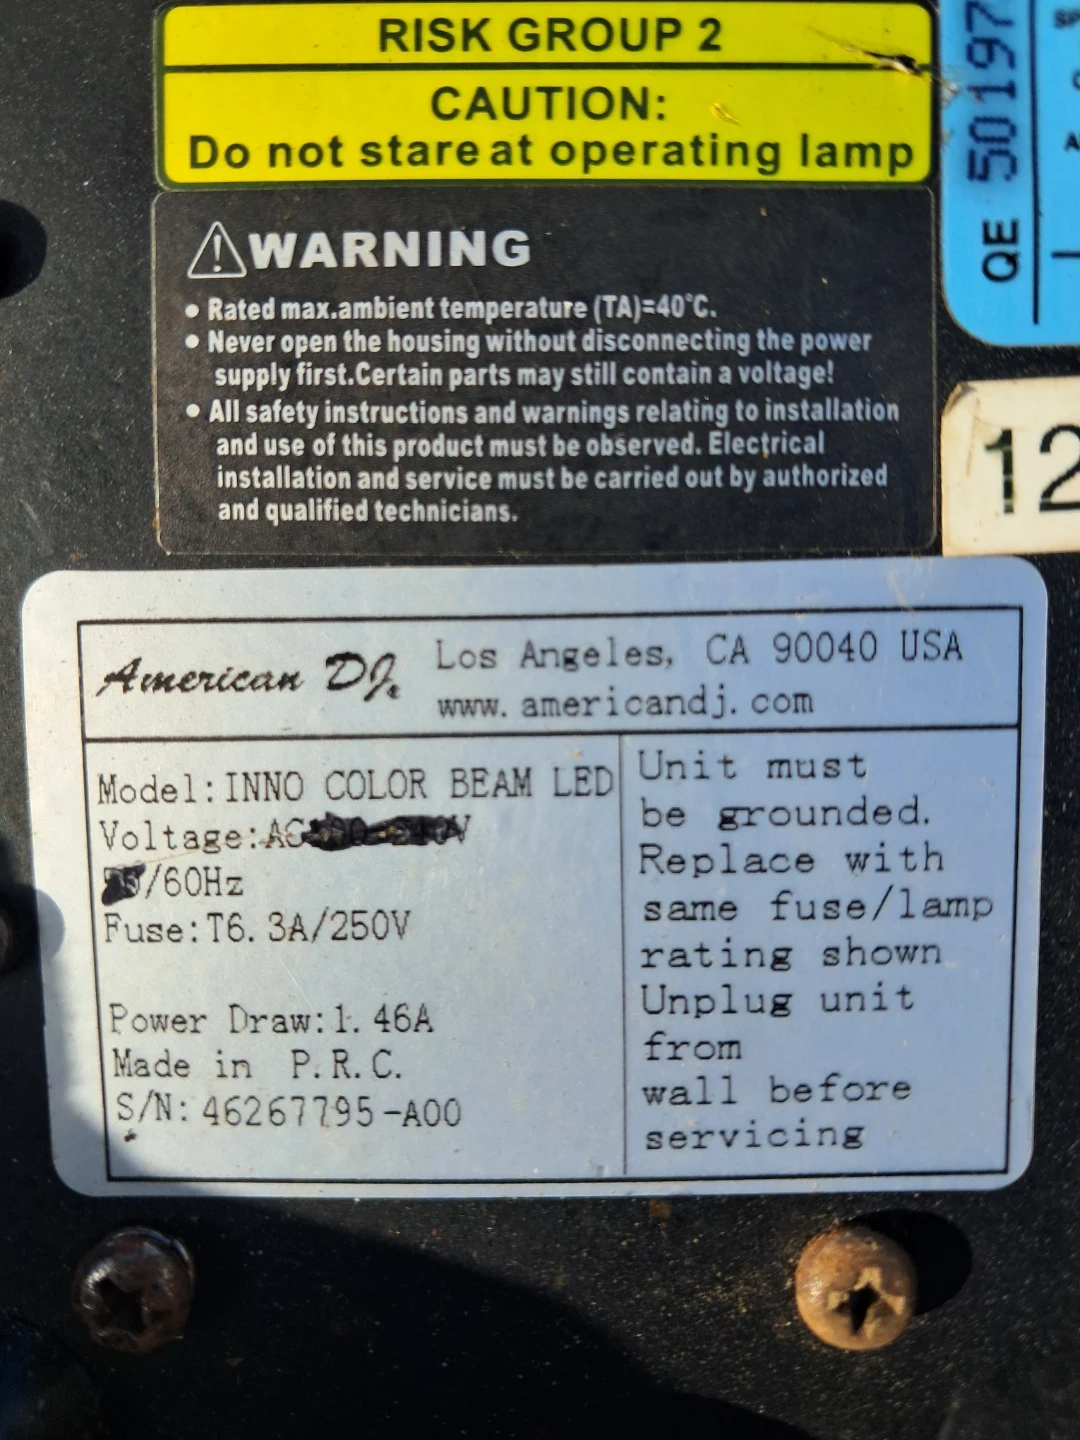 RISK GROUP 2
CAUTION:
Do not stare at operating lamp
WARNING
• Rated max.ambient temperature (TA)=40°C.
• Never open the housing without disconnecting the power
supply first.Certain parts may still contain a voltage!
• All safety instructions and warnings relating to installation
and use of this product must be observed. Electrical
installation and service must be carried out by authorized
and qualified technicians.
QE 50197
12
American DJ. Los Angeles, CA 90040 USA
www.americandj.com
Model:INNO COLOR BEAM LED
Voltage:AC
/60Hz
Fuse:T6.3A/250V
Power Draw:1.46A
Made in P.R.C.
S/N:46267795-A00
Unit must
be grounded.
Replace with
same fuse/lamp
rating shown
Unplug unit
from
wall before
servicing